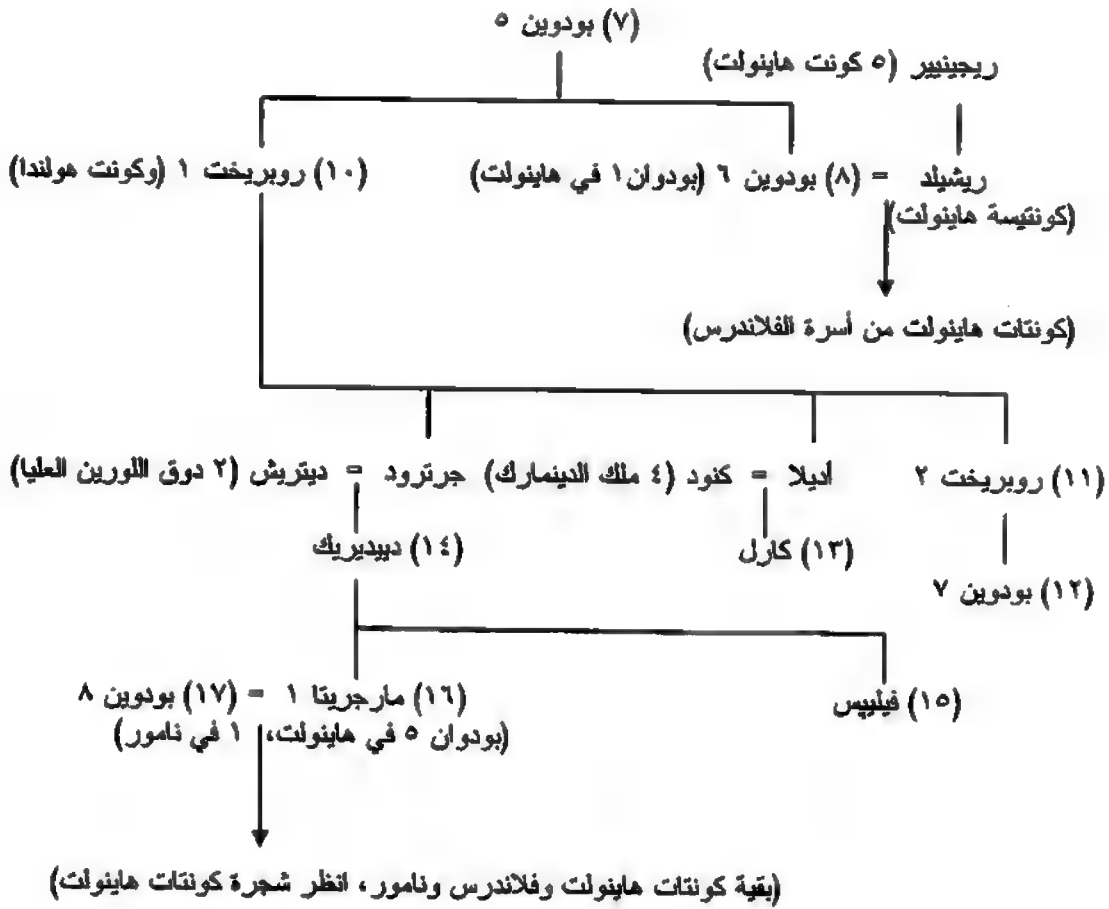 (٧) بودوين ٥
ريجينيير (٥ كونت هاينولت)
ريشيلد = (٨) بودوين ٦ (بودوان١ في هاينولت)
(١٠) روبريخت ١ (وكونت هولندا)
(كونتيسة هاينولت)
(كونتات هاينولت من أسرة الفلاندرس)
(١١) روبريخت ٢
أديلا = كنود (٤ ملك الدينمارك)
جرترود = ديتريش (٢ دوق اللورين العليا)
(١٣) كارل
(١٤) دييديريك
(١٢) بودوين ٧
(١٥) فيليبس
(١٦) مارجريتا ١ = (١٧) بودوين ٨
(بودوان ٥ في هاينولت، ١ في نامور)
(بقية كونتات هاينولت وفلاندرس ونامور، انظر شجرة كونتات هاينولت)